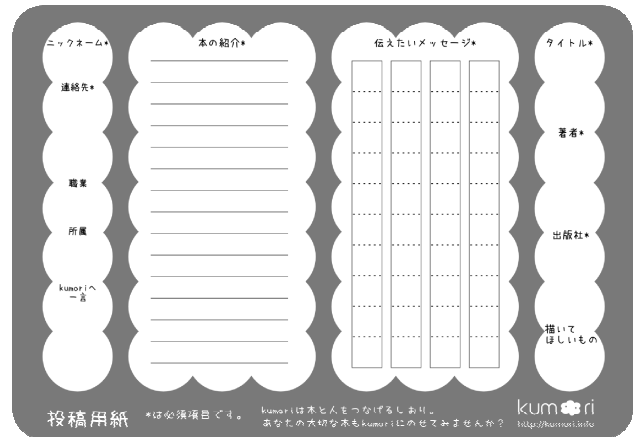 ニックネーム*
連絡先*
職業
所属
kumoriへ
一言
本の紹介*
伝えたいメッセージ*
タイトル*
著者*
出版社*
描いて
ほしいもの
投稿用紙
*は必須項目です。
kumoriは本と人をつなげるしおり。
あなたの大切な本もkumoriにのせてみませんか？
kumori
http://kumori.info